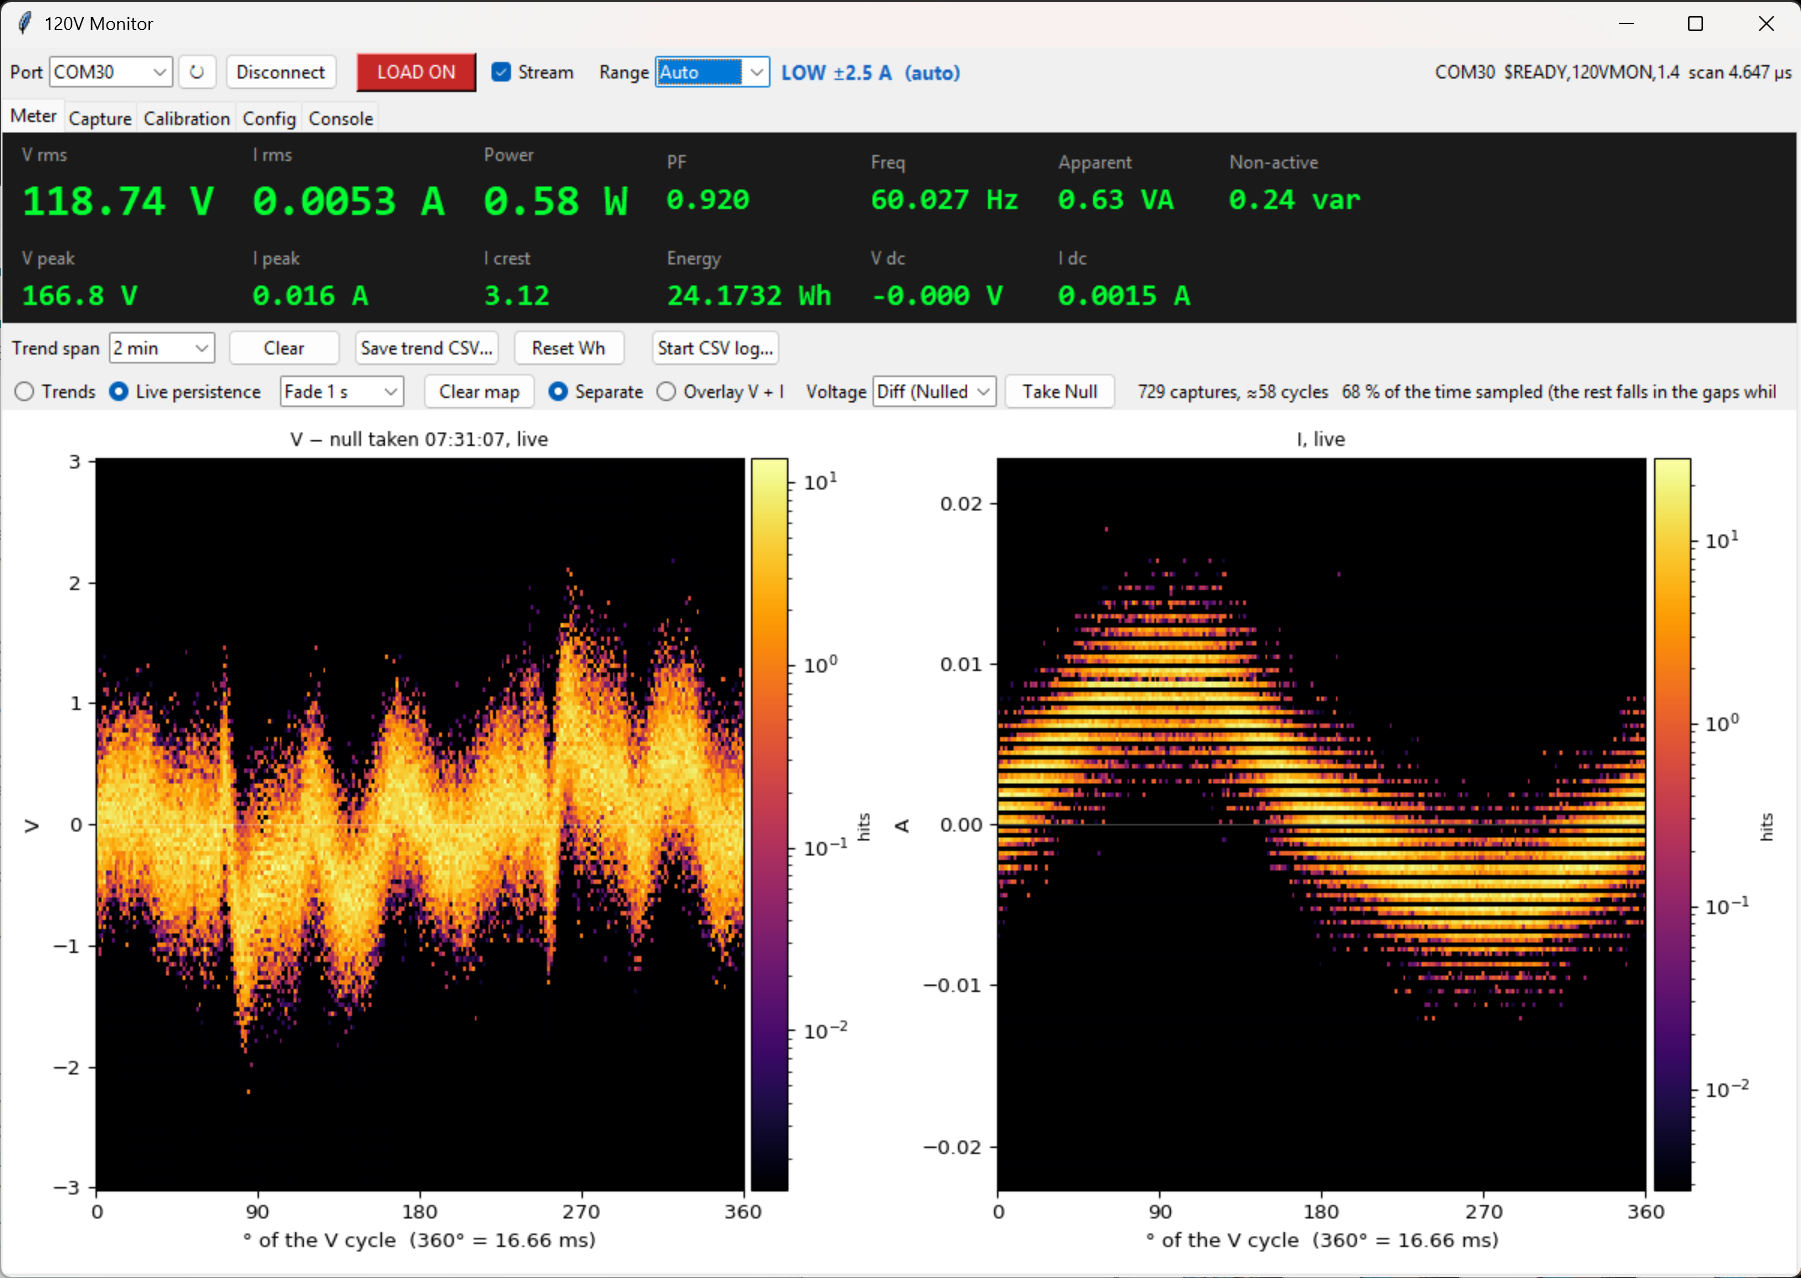 120V Monitor
Port COM30 Disconnect LOAD ON Stream Range Auto LOW ±2.5 A (auto) COM30 $READY,120VMON,1.4 scan 4.647 µs
Meter Capture Calibration Config Console
V rms I rms Power PF Freq Apparent Non-active
118.74 V 0.0053 A 0.58 W 0.920 60.027 Hz 0.63 VA 0.24 var
V peak I peak I crest Energy V dc I dc
166.8 V 0.016 A 3.12 24.1732 Wh -0.000 V 0.0015 A
Trend span 2 min Clear Save trend CSV... Reset Wh Start CSV log...
Trends Live persistence Fade 1 s Clear map Separate Overlay V + I Voltage Diff (Nulled Take Null 729 captures, ≈58 cycles 68 % of the time sampled (the rest falls in the gaps whil
V − null taken 07:31:07, live
3
2
1
0
−1
−2
−3
V
0 90 180 270 360
° of the V cycle (360° = 16.66 ms)
10¹
10⁰
10⁻¹
10⁻²
hits
I, live
0.02
0.01
0.00
−0.01
−0.02
A
0 90 180 270 360
° of the V cycle (360° = 16.66 ms)
10¹
10⁰
10⁻¹
10⁻²
hits